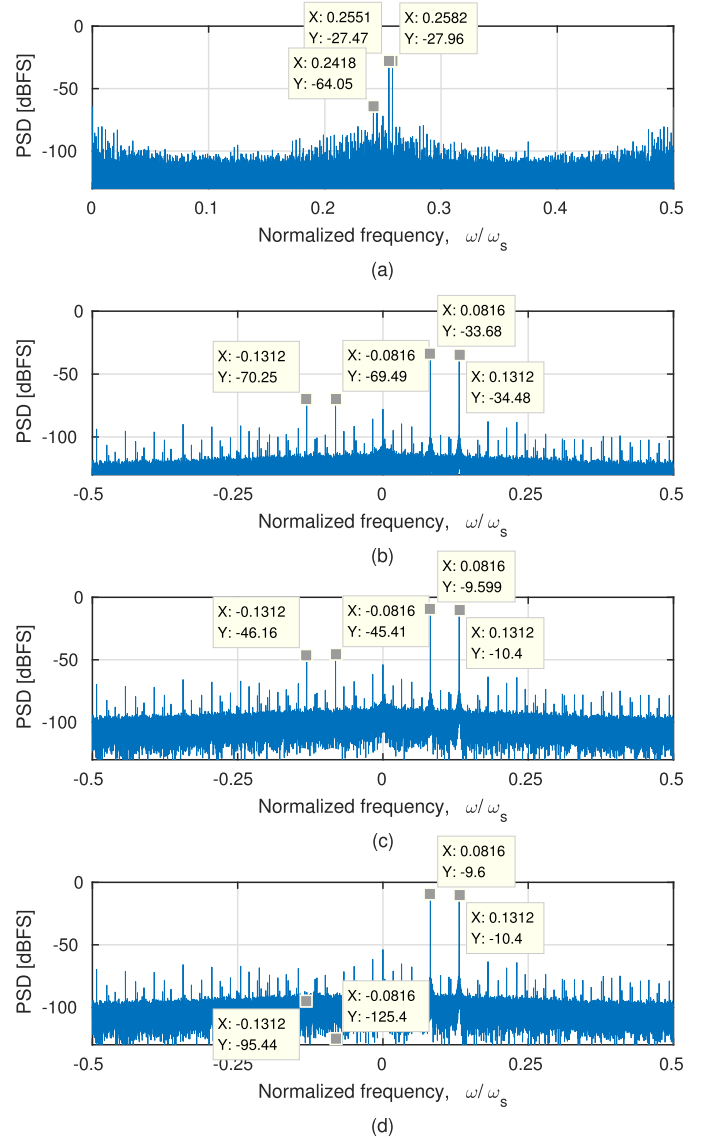 X: 0.2551
Y: -27.47
X: 0.2582
Y: -27.96
X: 0.2418
Y: -64.05
PSD [dBFS]
0
-50
-100
0
0.1
0.2
0.3
0.4
0.5
Normalized frequency, ω/ ωs
(a)
X: 0.0816
Y: -33.68
X: -0.1312
Y: -70.25
X: -0.0816
Y: -69.49
X: 0.1312
Y: -34.48
PSD [dBFS]
0
-50
-100
-0.5
-0.25
0
0.25
0.5
Normalized frequency, ω/ ωs
(b)
X: 0.0816
Y: -9.599
X: -0.1312
Y: -46.16
X: -0.0816
Y: -45.41
X: 0.1312
Y: -10.4
PSD [dBFS]
0
-50
-100
-0.5
-0.25
0
0.25
0.5
Normalized frequency, ω/ ωs
(c)
X: 0.0816
Y: -9.6
X: 0.1312
Y: -10.4
X: -0.0816
Y: -125.4
X: -0.1312
Y: -95.44
PSD [dBFS]
0
-50
-100
-0.5
-0.25
0
0.25
0.5
Normalized frequency, ω/ ωs
(d)